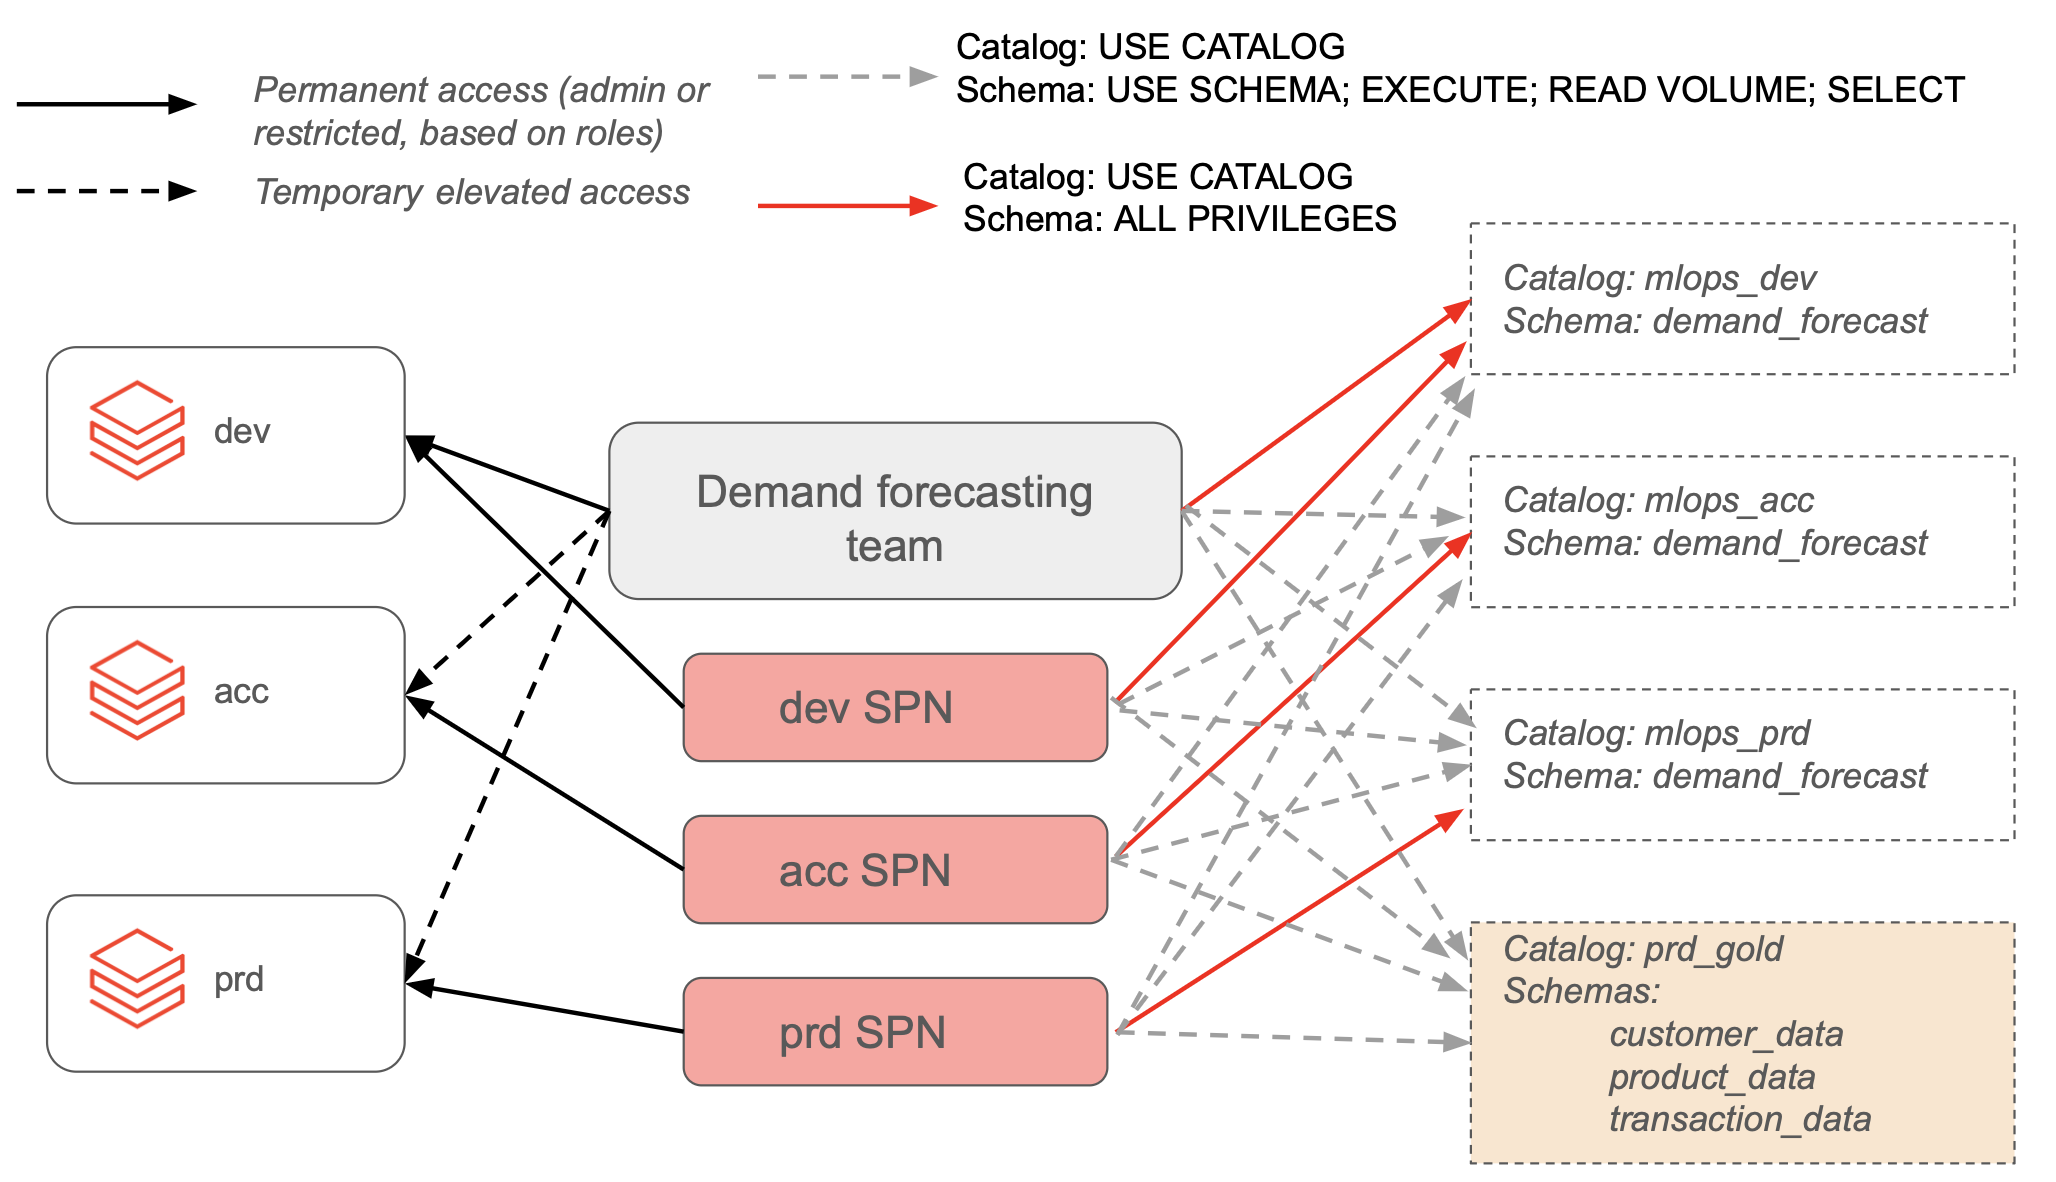 Permanent access (admin or
restricted, based on roles)
Temporary elevated access
Catalog: USE CATALOG
Schema: USE SCHEMA; EXECUTE; READ VOLUME; SELECT
Catalog: USE CATALOG
Schema: ALL PRIVILEGES
dev
acc
prd
Demand forecasting
team
dev SPN
acc SPN
prd SPN
Catalog: mlops_dev
Schema: demand_forecast
Catalog: mlops_acc
Schema: demand_forecast
Catalog: mlops_prd
Schema: demand_forecast
Catalog: prd_gold
Schemas:
customer_data
product_data
transaction_data